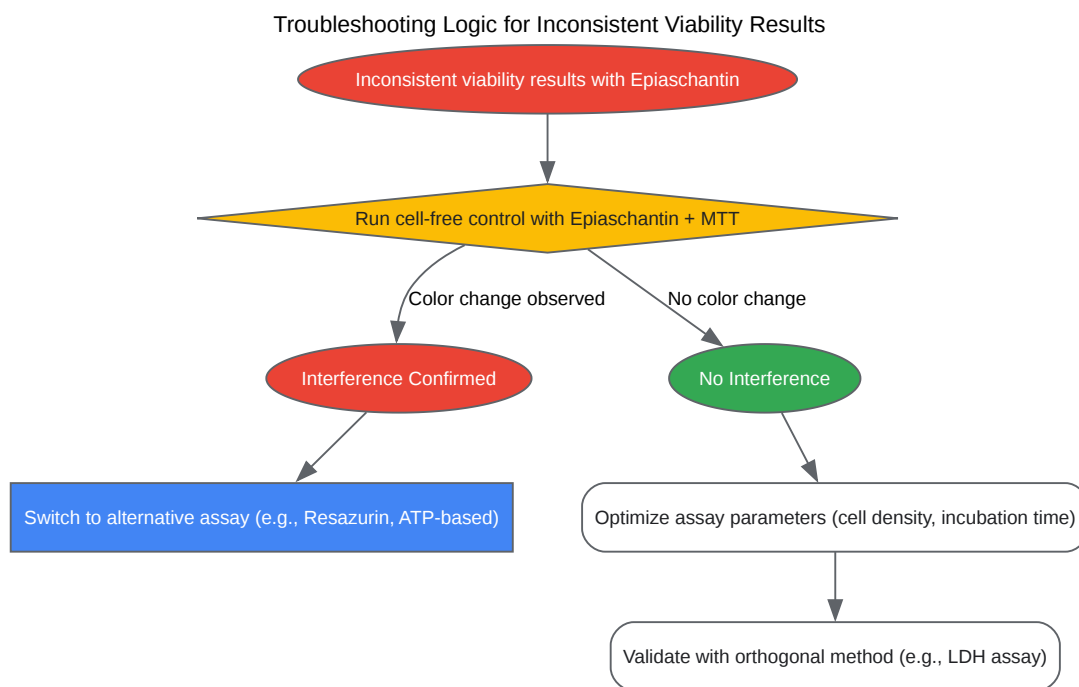 Troubleshooting Logic for Inconsistent Viability Results
Inconsistent viability results with Epiaschantin
Run cell-free control with Epiaschantin + MTT
Color change observed
No color change
Interference Confirmed
No Interference
Switch to alternative assay (e.g., Resazurin, ATP-based)
Optimize assay parameters (cell density, incubation time)
Validate with orthogonal method (e.g., LDH assay)